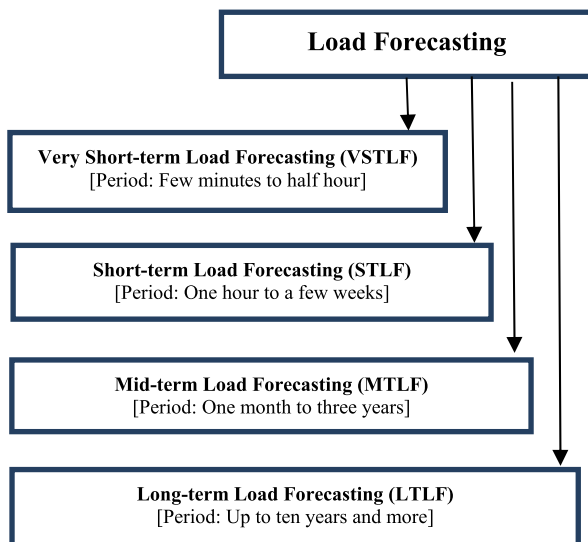 Load Forecasting
Very Short-term Load Forecasting (VSTLF)
[Period: Few minutes to half hour]
Short-term Load Forecasting (STLF)
[Period: One hour to a few weeks]
Mid-term Load Forecasting (MTLF)
[Period: One month to three years]
Long-term Load Forecasting (LTLF)
[Period: Up to ten years and more]